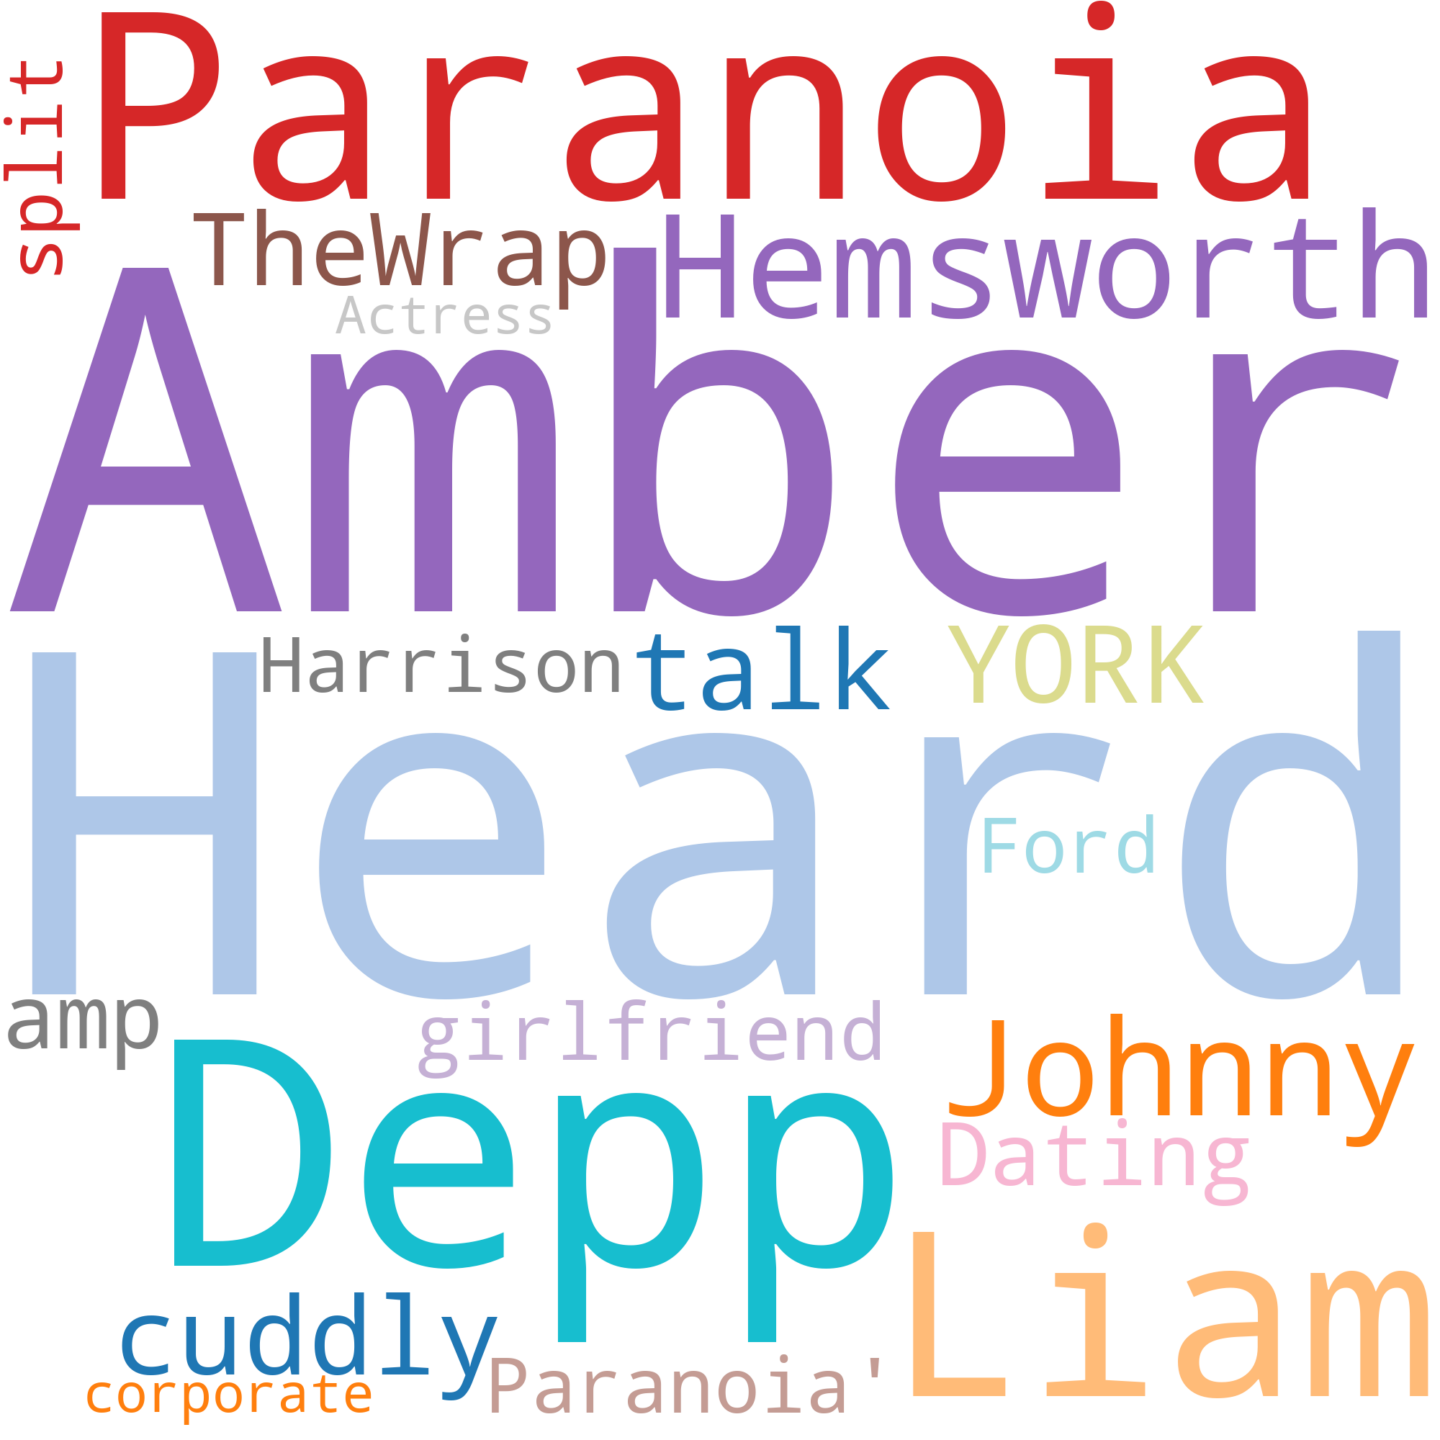 Paranoia
split
TheWrap
Hemsworth
Actress
Amber
Harrison
talk
YORK
Heard
Ford
amp
girlfriend
Johnny
Depp
Dating
Liam
cuddly
Paranoia'
corporate